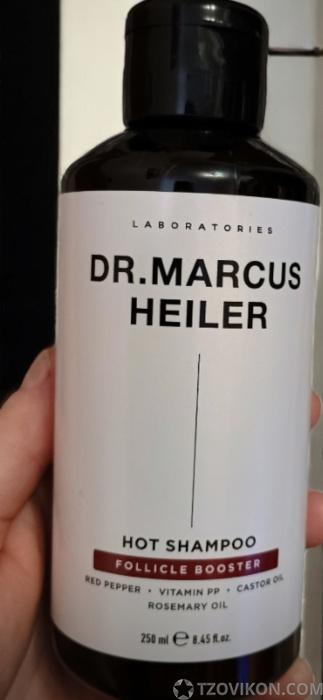 LABORATORIES
DR.MARCUS
HEILER
HOT SHAMPOO
FOLLICLE BOOSTER
RED PEPPER • VITAMIN PP • CASTOR OIL
ROSEMARY OIL
250 ml ℮ 8.45 fl.oz.
TZOVIKON.COM